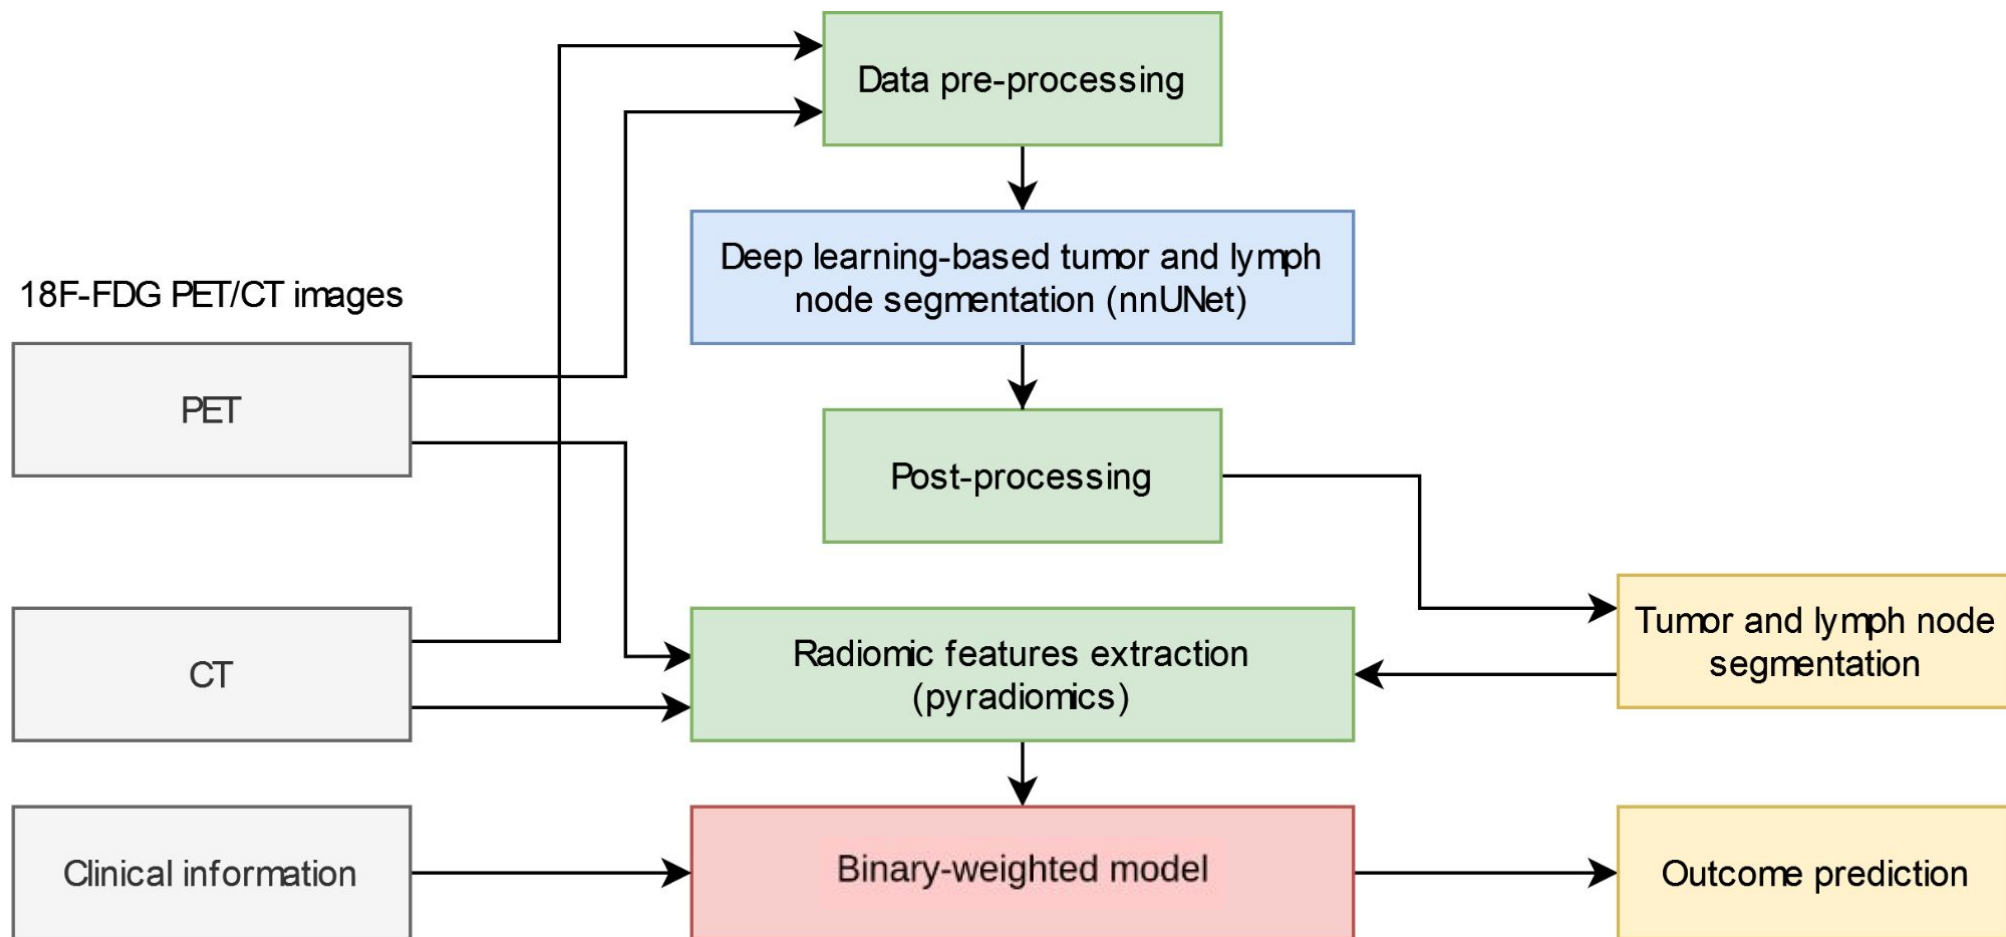 Data pre-processing
Deep learning-based tumor and lymph
node segmentation (nnUNet)
18F-FDG PET/CT images
PET
Post-processing
CT
Radiomic features extraction
(pyradiomics)
Tumor and lymph node
segmentation
Clinical information
Binary-weighted model
Outcome prediction